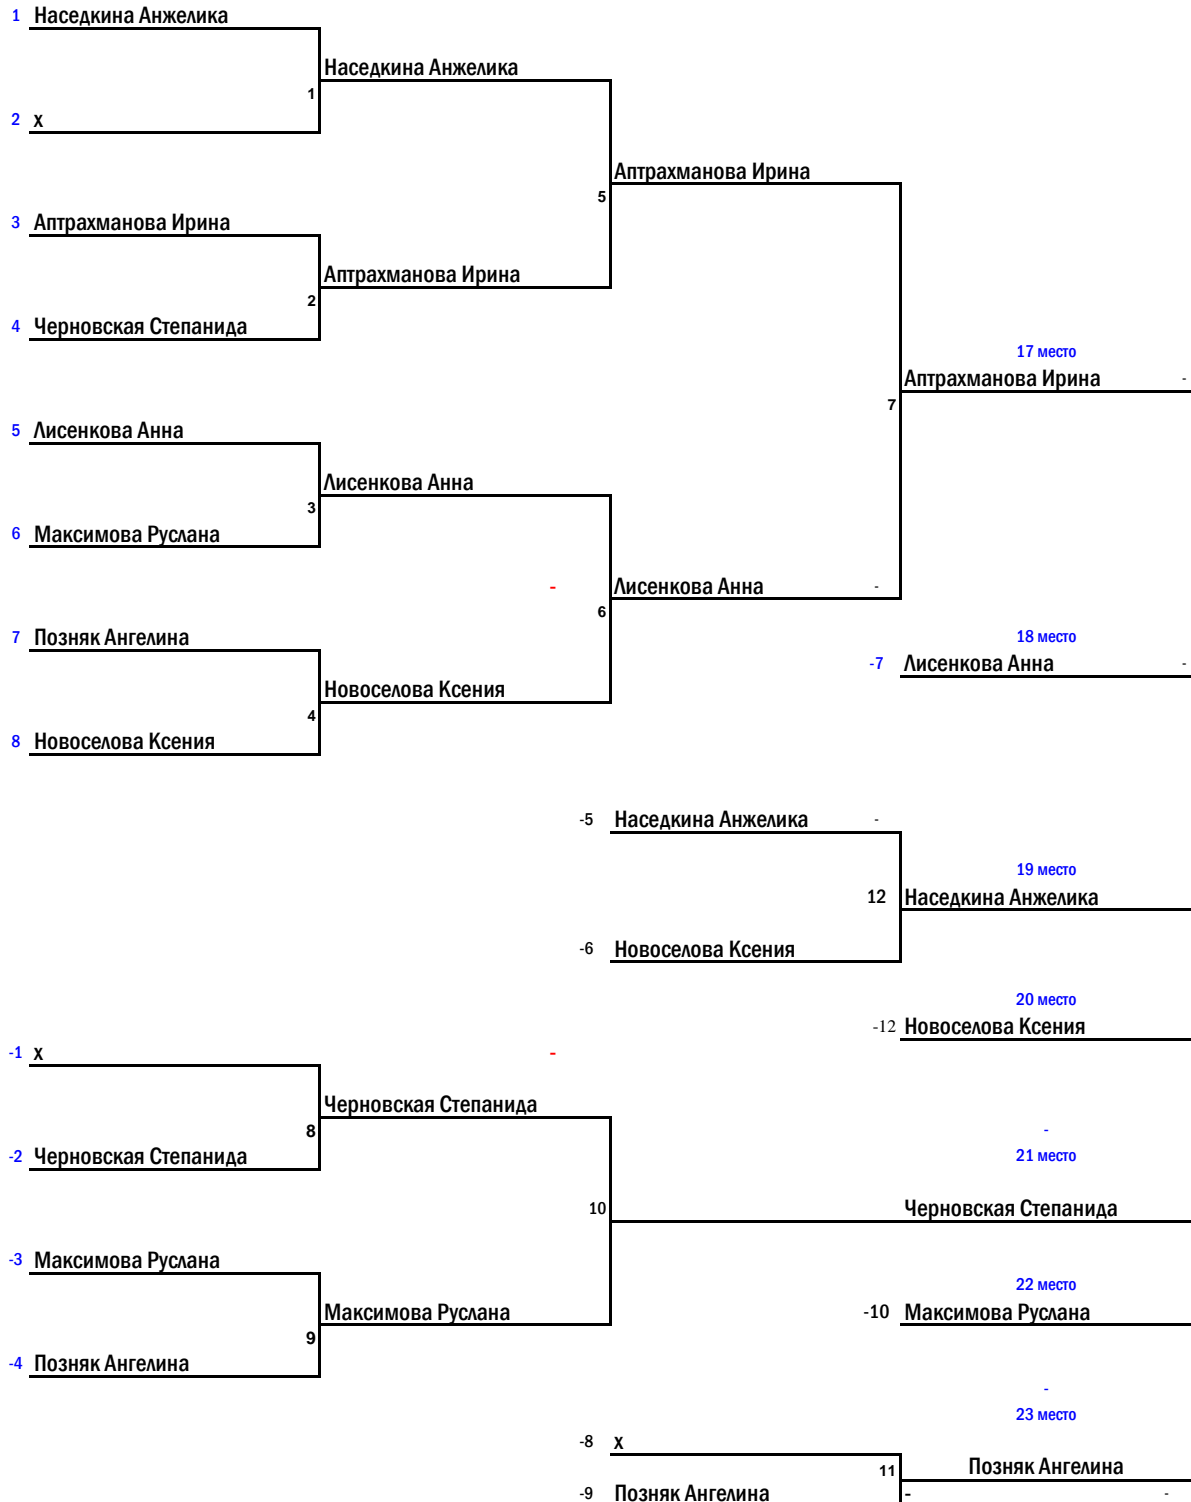 1 Наседкина Анжелика
Наседкина Анжелика
1
2 х
Аптрахманова Ирина
5
3 Аптрахманова Ирина
Аптрахманова Ирина
2
4 Черновская Степанида
17 место
Аптрахманова Ирина -
7
5 Лисенкова Анна
Лисенкова Анна
3
6 Максимова Руслана
- Лисенкова Анна -
6
7 Позняк Ангелина
18 место
-7 Лисенкова Анна -
Новоселова Ксения
4
8 Новоселова Ксения
-5 Наседкина Анжелика -
19 место
12 Наседкина Анжелика
-6 Новоселова Ксения
20 место
-12 Новоселова Ксения
-1 х -
Черновская Степанида
8
-
-2 Черновская Степанида
21 место
10
Черновская Степанида
-3 Максимова Руслана
22 место
Максимова Руслана
-10 Максимова Руслана
9
-4 Позняк Ангелина
-
23 место
-8 х
11 Позняк Ангелина
-9 Позняк Ангелина - -